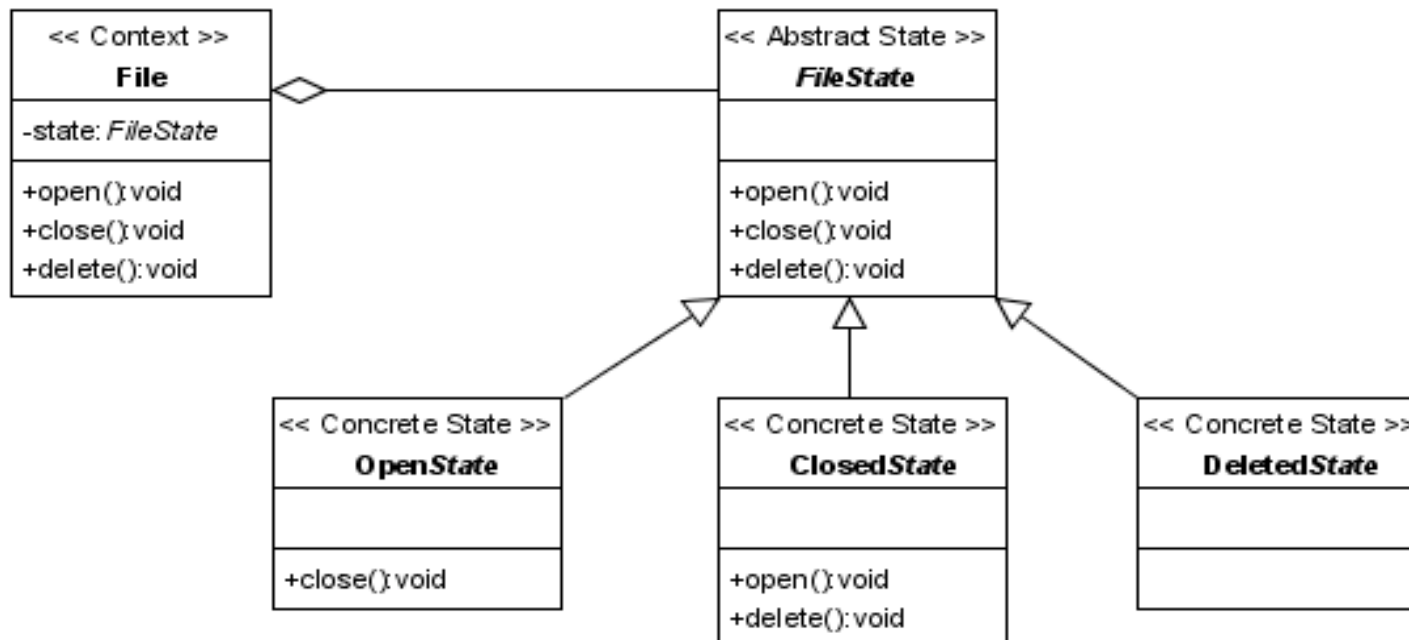 << Context >>
File
-state: FileState
+open():void
+close():void
+delete():void
<< Abstract State >>
FileState
+open():void
+close():void
+delete():void
<< Concrete State >>
OpenState
+close():void
<< Concrete State >>
ClosedState
+open():void
+delete():void
<< Concrete State >>
DeletedState